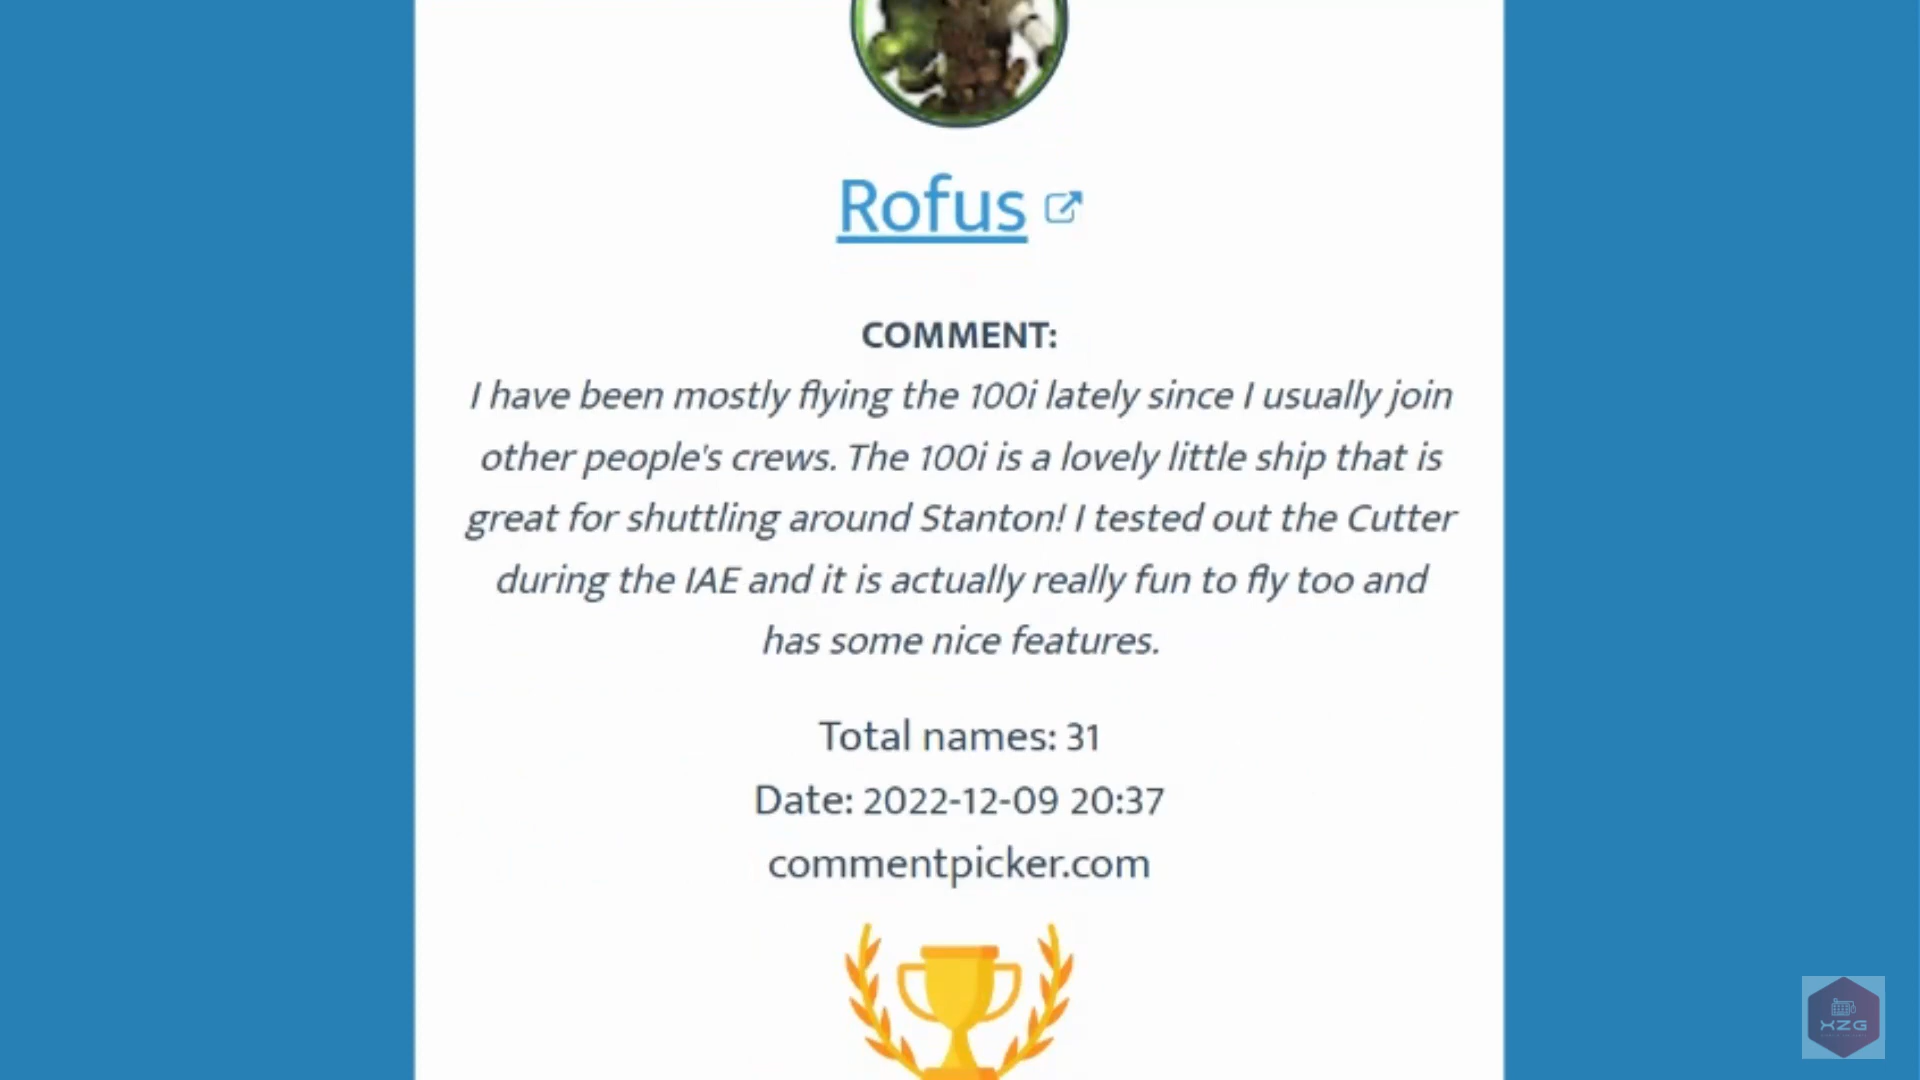 Rofus
COMMENT:
I have been mostly flying the 100i lately since I usually join
other people's crews. The 100i is a lovely little ship that is
great for shuttling around Stanton! I tested out the Cutter
during the IAE and it is actually really fun to fly too and
has some nice features.
Total names: 31
Date: 2022-12-09 20:37
commentpicker.com
XZG